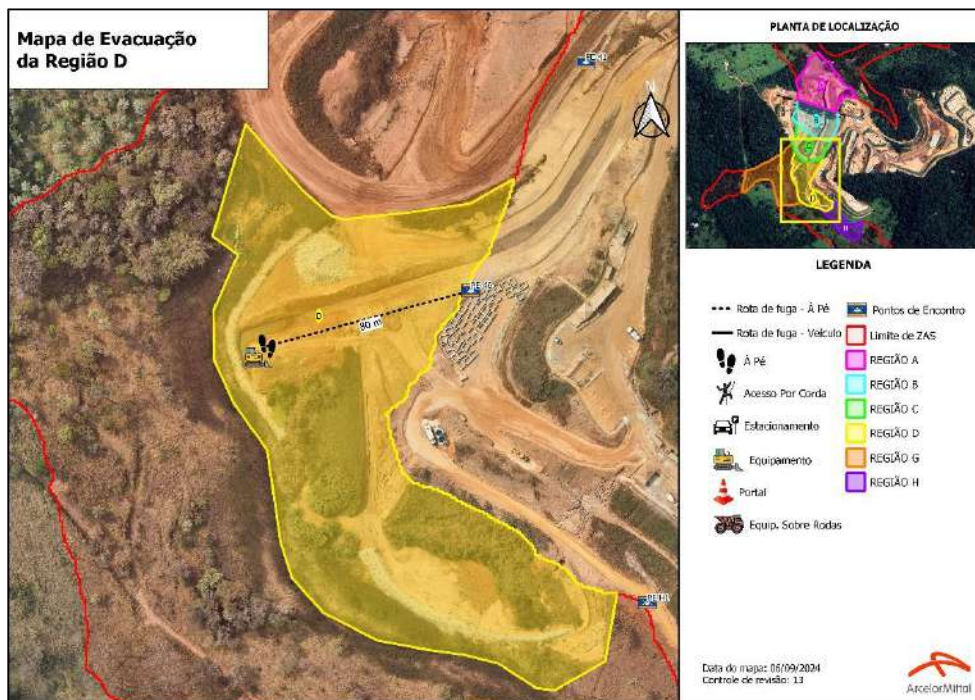 Mapa de Evacuação
da Região D
N
D
80 m
PLANTA DE LOCALIZAÇÃO
LEGENDA
Rota de fuga - À Pé
Rota de fuga - Veículo
À Pé
Acesso Por Corda
Estacionamento
Equipamento
Portal
Equip. Sobre Rodas
Pontos de Encontro
Limite de ZAS
REGIÃO A
REGIÃO B
REGIÃO C
REGIÃO D
REGIÃO G
REGIÃO H
Data do mapa: 06/09/2024
Controle de revisão: 13
ArcelorMittal